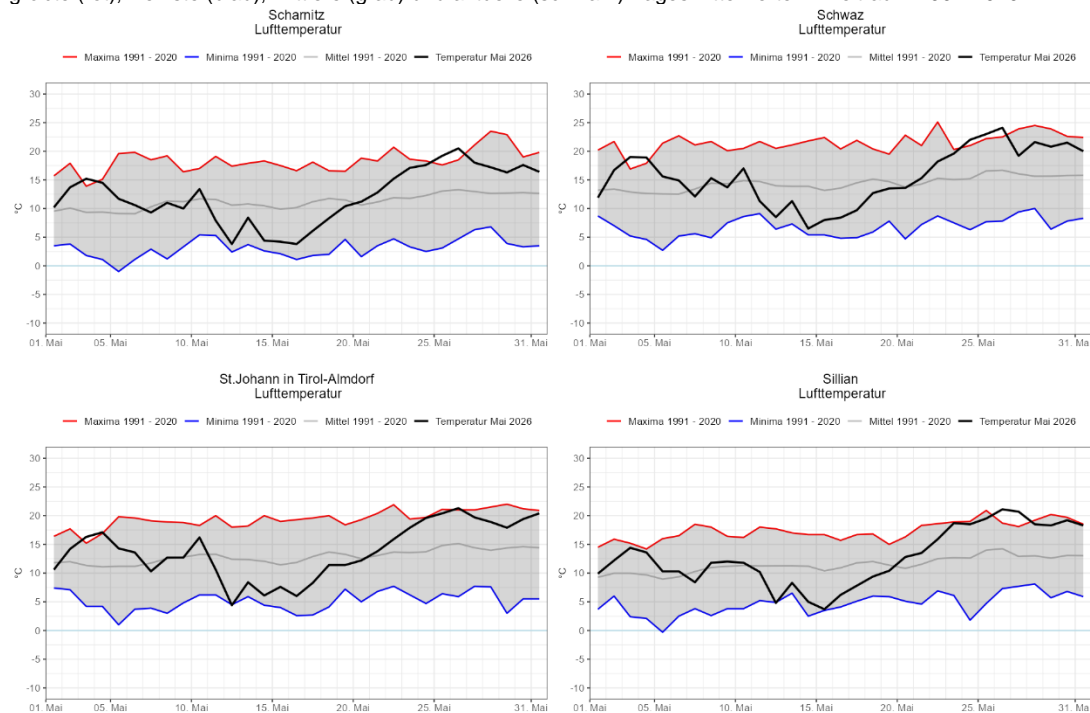 Scharnitz
Lufttemperatur
Maxima 1991 - 2020 Minima 1991 - 2020 Mittel 1991 - 2020 Temperatur Mai 2026
30
25
20
15
°C
10
5
0
-5
-10
01. Mai 05. Mai 10. Mai 15. Mai 20. Mai 25. Mai 31. Mai
Schwaz
Lufttemperatur
Maxima 1991 - 2020 Minima 1991 - 2020 Mittel 1991 - 2020 Temperatur Mai 2026
30
25
20
15
°C
10
5
0
-5
-10
01. Mai 05. Mai 10. Mai 15. Mai 20. Mai 25. Mai 31. Mai
St.Johann in Tirol-Almdorf
Lufttemperatur
Maxima 1991 - 2020 Minima 1991 - 2020 Mittel 1991 - 2020 Temperatur Mai 2026
30
25
20
15
°C
10
5
0
-5
-10
01. Mai 05. Mai 10. Mai 15. Mai 20. Mai 25. Mai 31. Mai
Sillian
Lufttemperatur
Maxima 1991 - 2020 Minima 1991 - 2020 Mittel 1991 - 2020 Temperatur Mai 2026
30
25
20
15
°C
10
5
0
-5
-10
01. Mai 05. Mai 10. Mai 15. Mai 20. Mai 25. Mai 31. Mai